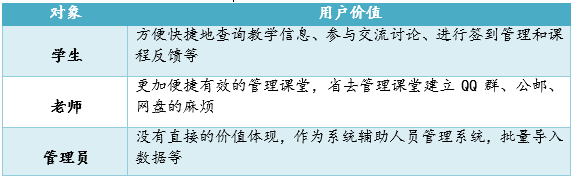 对象 用户价值
学生 方便快捷地查询教学信息、参与交流讨论、进行签到管理和课
程反馈等
老师 更加便捷有效的管理课堂，省去管理课堂建立 QQ 群、公邮、
网盘的麻烦
管理员 没有直接的价值体现，作为系统辅助人员管理系统，批量导入
数据等